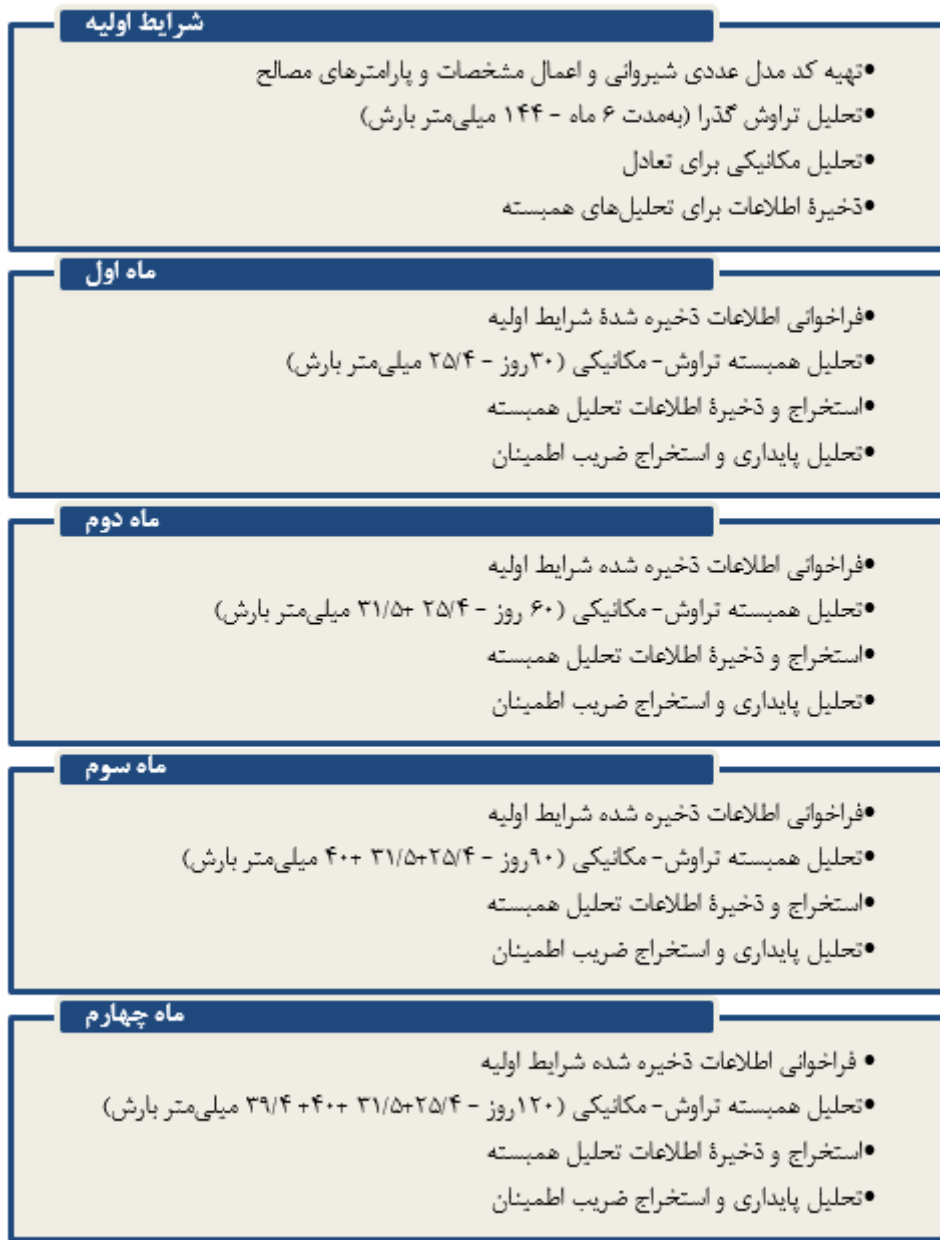 شرایط اولیه
•تهیه کد مدل عددی شیروانی و اعمال مشخصات و پارامترهای مصالح
•تحلیل تراوش گذرا (به‌مدت ۶ ماه - ۱۴۴ میلی‌متر بارش)
•تحلیل مکانیکی برای تعادل
•ذخیرۀ اطلاعات برای تحلیل‌های همبسته
ماه اول
•فراخوانی اطلاعات ذخیره شدۀ شرایط اولیه
•تحلیل همبسته تراوش- مکانیکی (۳۰روز - ۲۵/۴ میلی‌متر بارش)
•استخراج و ذخیرۀ اطلاعات تحلیل همبسته
•تحلیل پایداری و استخراج ضریب اطمینان
ماه دوم
•فراخوانی اطلاعات ذخیره شده شرایط اولیه
•تحلیل همبسته تراوش- مکانیکی (۶۰ روز - ۲۵/۴ +۳۱/۵ میلی‌متر بارش)
•استخراج و ذخیرۀ اطلاعات تحلیل همبسته
•تحلیل پایداری و استخراج ضریب اطمینان
ماه سوم
•فراخوانی اطلاعات ذخیره شده شرایط اولیه
•تحلیل همبسته تراوش- مکانیکی (۹۰روز - ۲۵/۴+۳۱/۵ +۴۰ میلی‌متر بارش)
•استخراج و ذخیرۀ اطلاعات تحلیل همبسته
•تحلیل پایداری و استخراج ضریب اطمینان
ماه چهارم
• فراخوانی اطلاعات ذخیره شده شرایط اولیه
•تحلیل همبسته تراوش- مکانیکی (۱۲۰روز - ۲۵/۴+۳۱/۵ +۴۰+ ۳۹/۴ میلی‌متر بارش)
•استخراج و ذخیرۀ اطلاعات تحلیل همبسته
•تحلیل پایداری و استخراج ضریب اطمینان